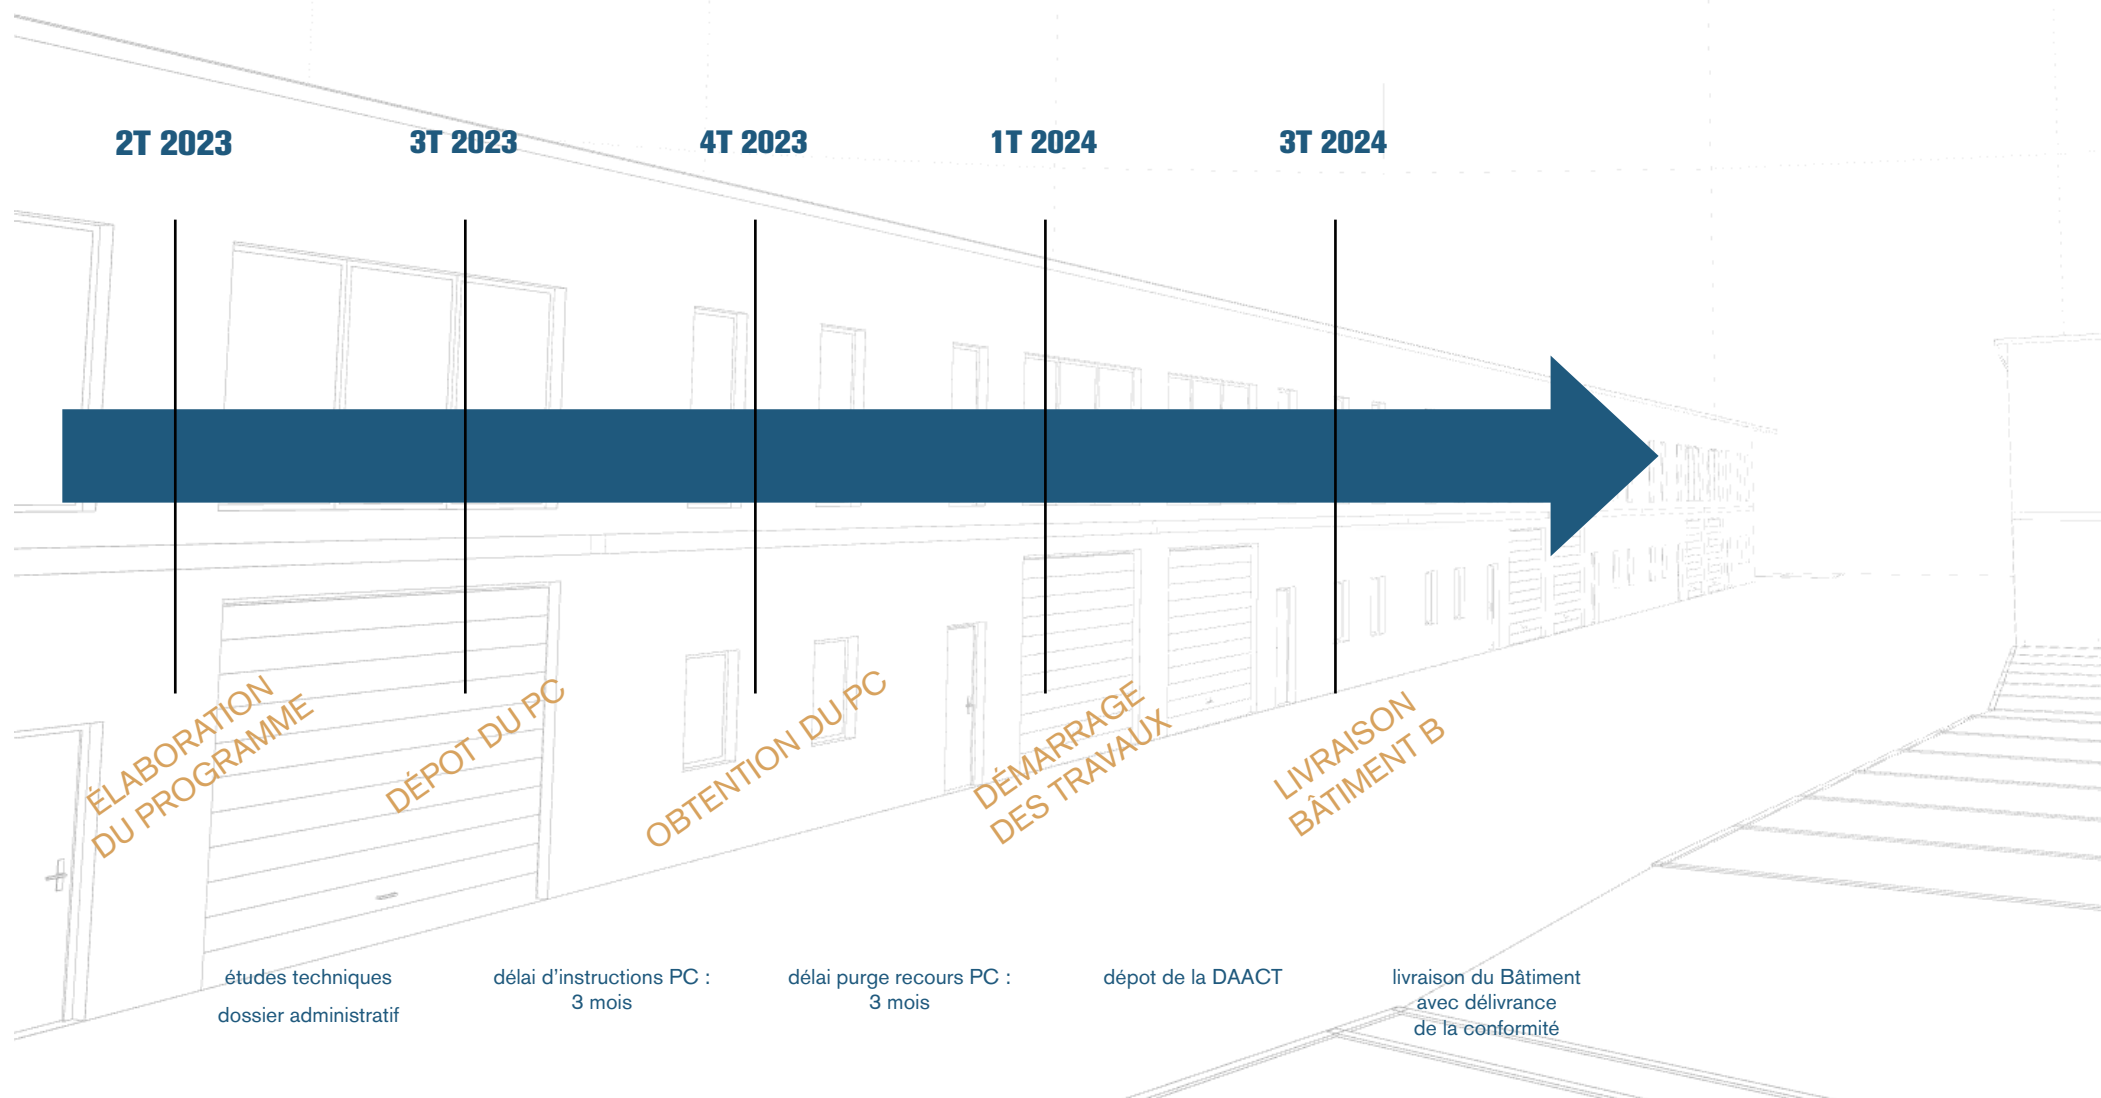 2T 2023
3T 2023
4T 2023
1T 2024
3T 2024
ÉLABORATION
DU PROGRAMME
DÉPOT DU PC
OBTENTION DU PC
DÉMARRAGE
DES TRAVAUX
LIVRAISON
BÂTIMENT B
études techniques
dossier administratif
délai d’instructions PC :
3 mois
délai purge recours PC :
3 mois
dépot de la DAACT
livraison du Bâtiment
avec délivrance
de la conformité